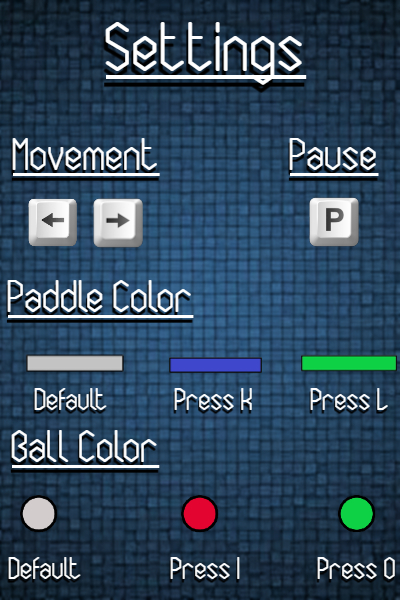 Settings
Movement Pause
← → P
Paddle Color
Default Press K Press L
Ball Color
Default Press I Press O